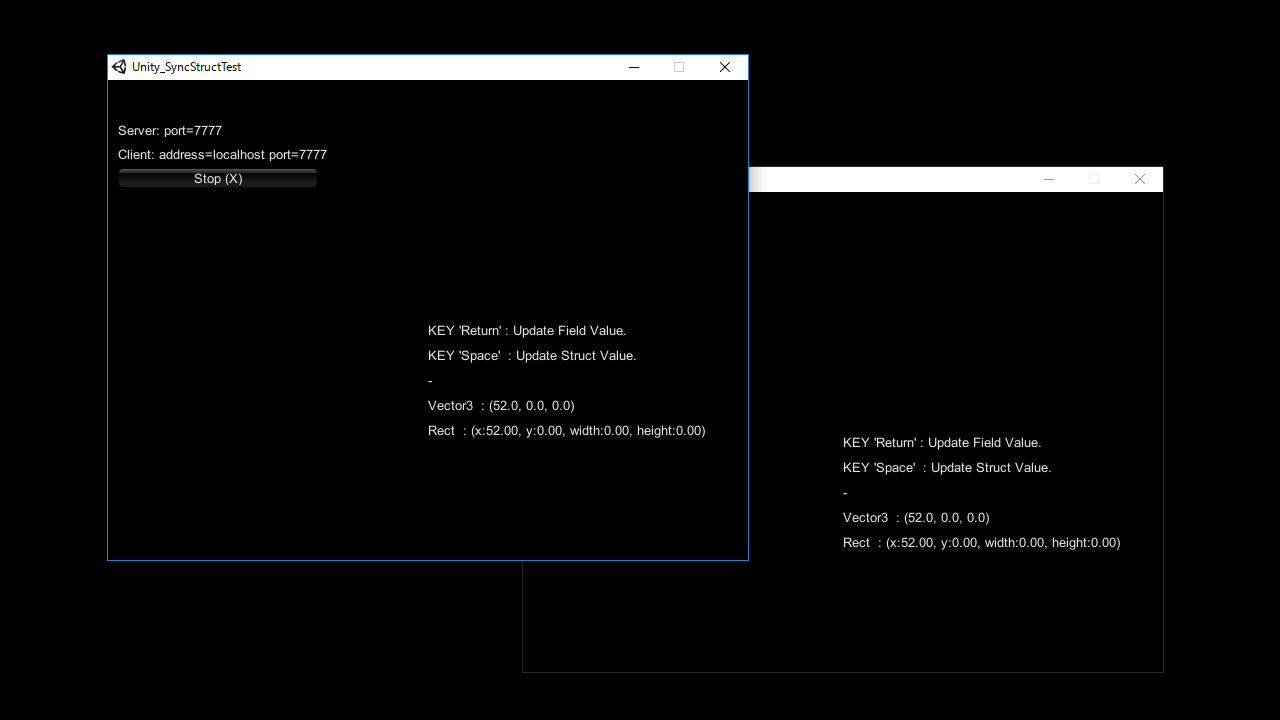 Unity_SyncStructTest
Server: port=7777
Client: address=localhost port=7777
Stop (X)
KEY 'Return' : Update Field Value.
KEY 'Space'  : Update Struct Value.
-
Vector3  : (52.0, 0.0, 0.0)
Rect  : (x:52.00, y:0.00, width:0.00, height:0.00)
KEY 'Return' : Update Field Value.
KEY 'Space'  : Update Struct Value.
-
Vector3  : (52.0, 0.0, 0.0)
Rect  : (x:52.00, y:0.00, width:0.00, height:0.00)